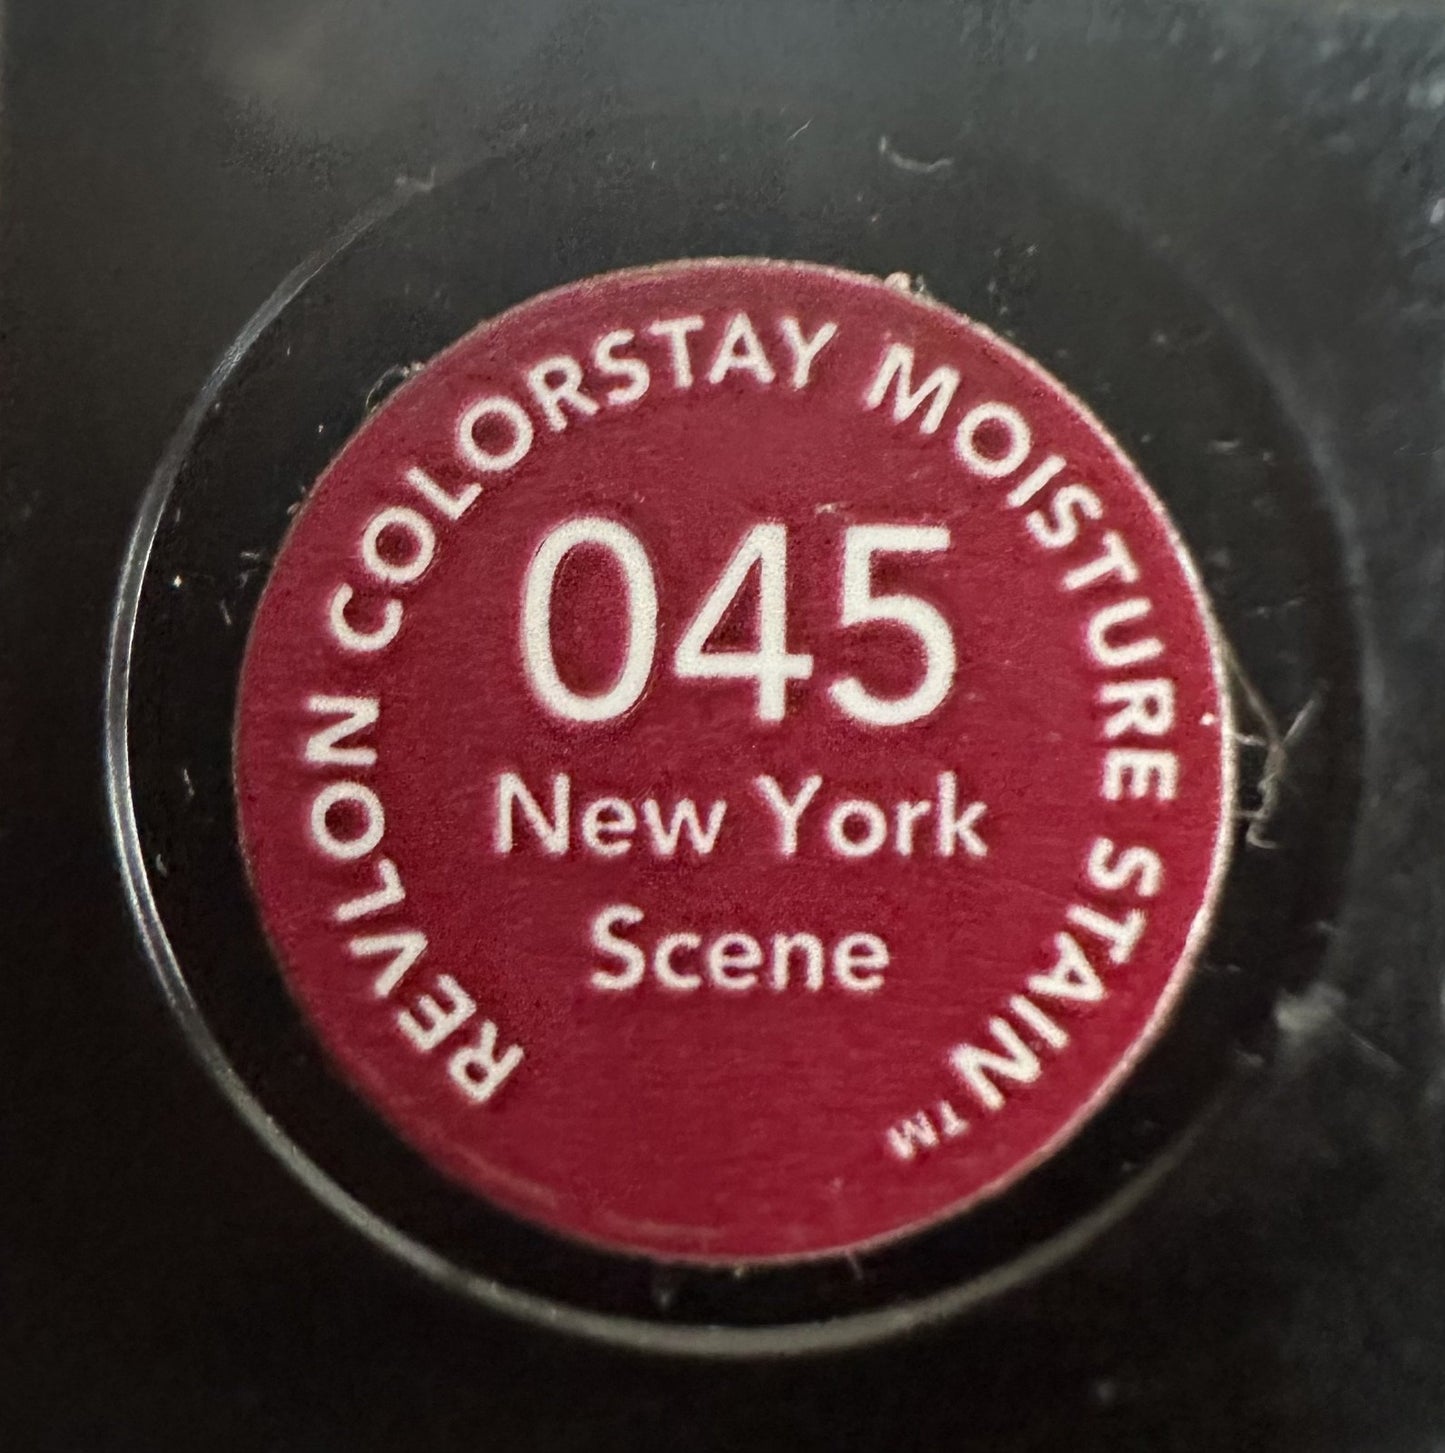 REVLON COLORSTAY MOISTURE STAIN™
045
New York
Scene